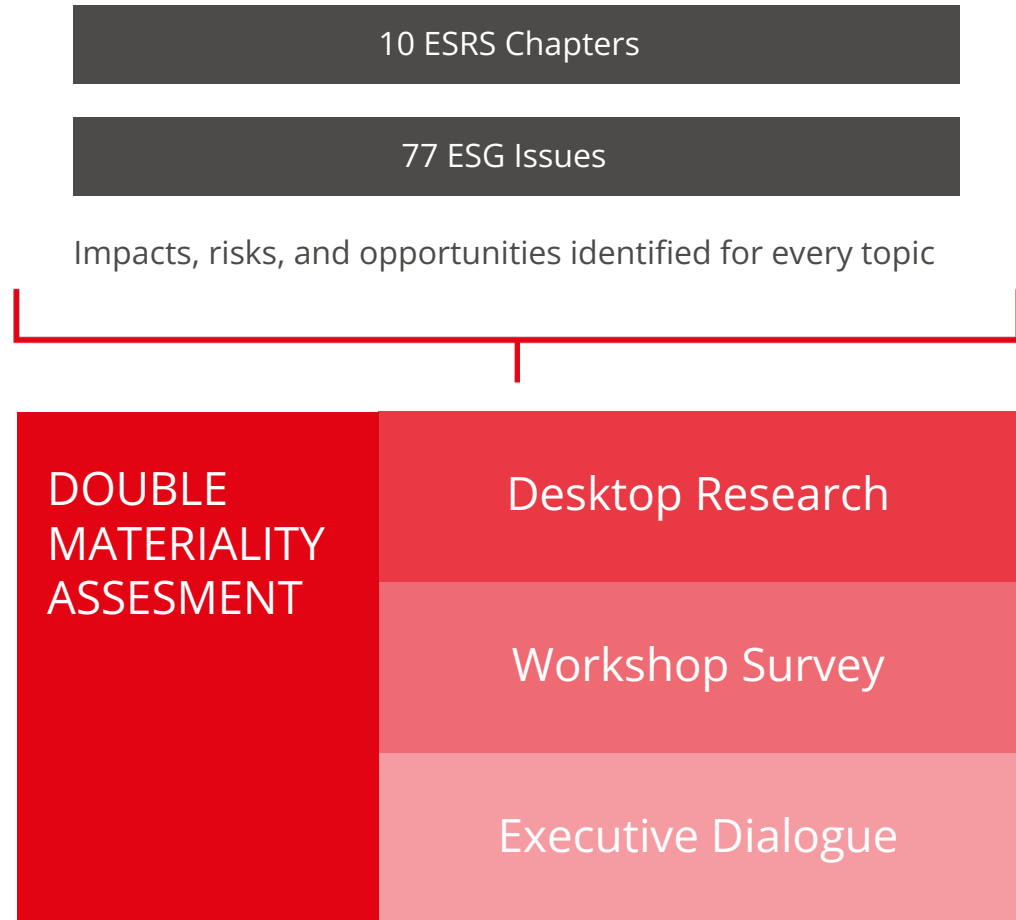 10 ESRS Chapters
77 ESG Issues
Impacts, risks, and opportunities identified for every topic
DOUBLE
MATERIALITY
ASSESMENT
Desktop Research
Workshop Survey
Executive Dialogue